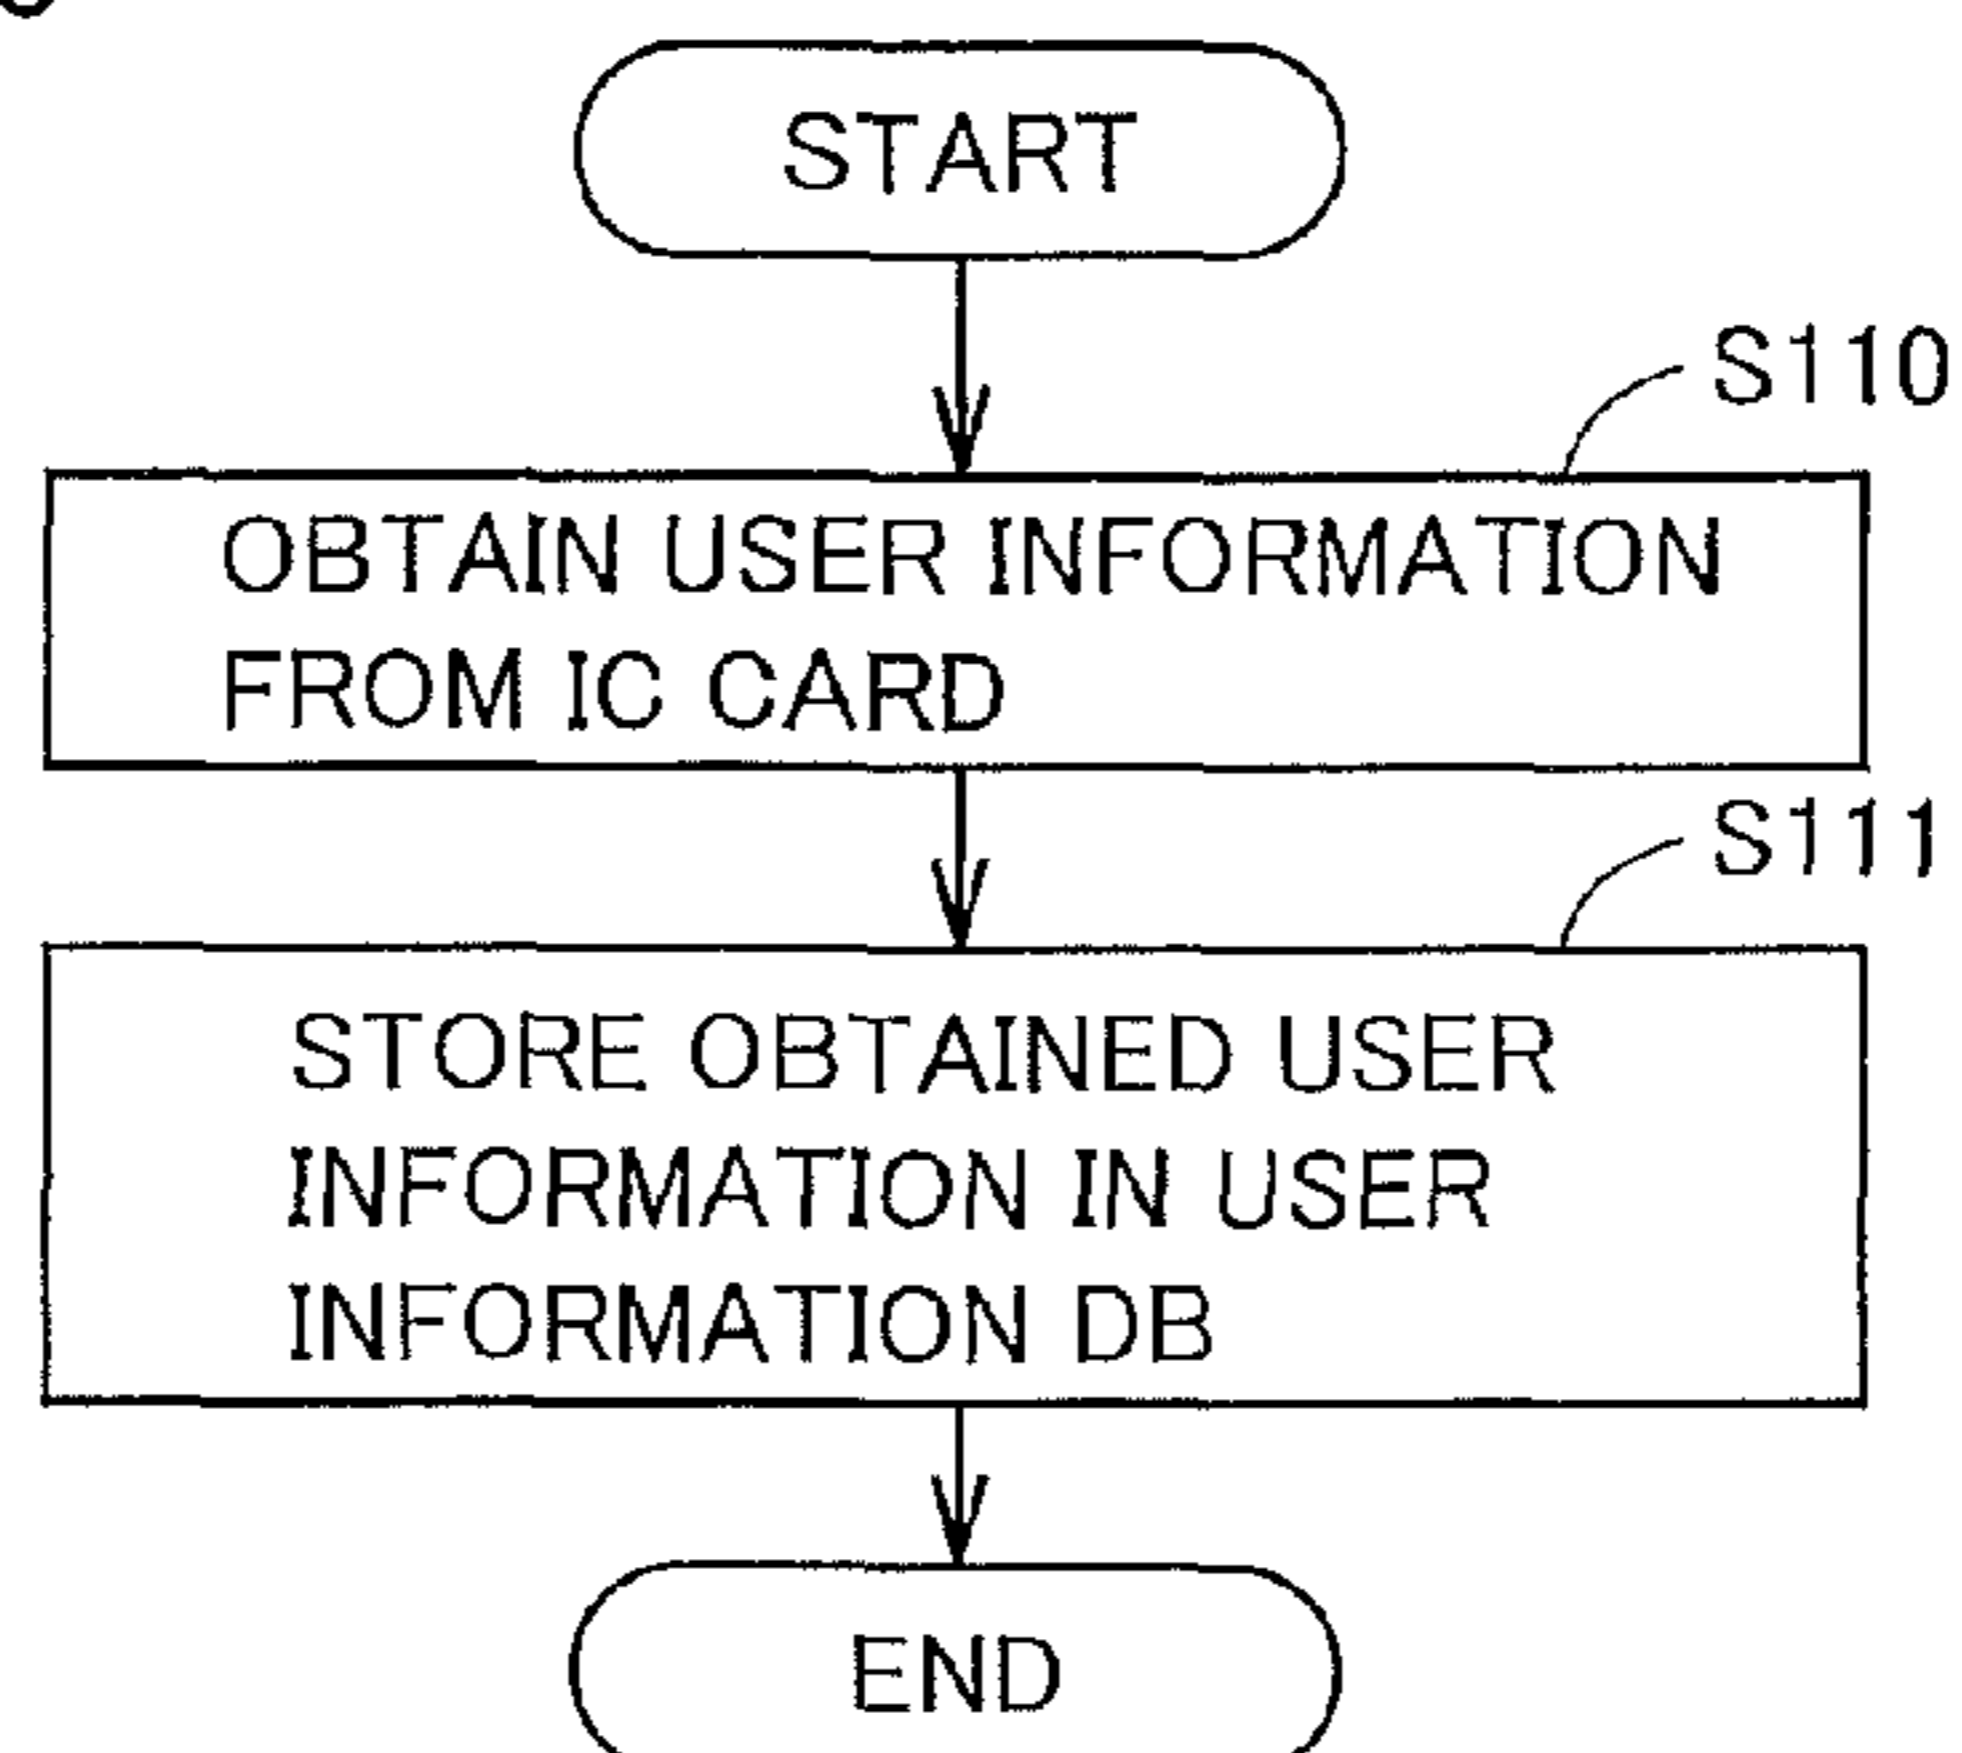 START
S110
OBTAIN USER INFORMATION
FROM IC CARD
S111
STORE OBTAINED USER
INFORMATION IN USER
INFORMATION DB
END